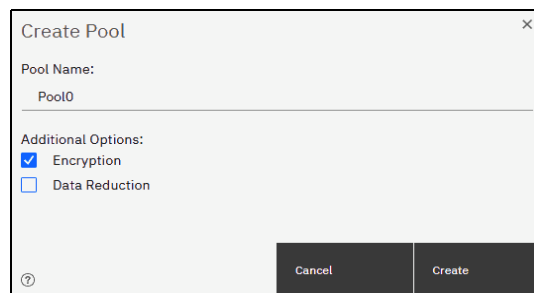 Create Pool
Pool Name:
Pool0
Additional Options:
Encryption
Data Reduction
Cancel
Create